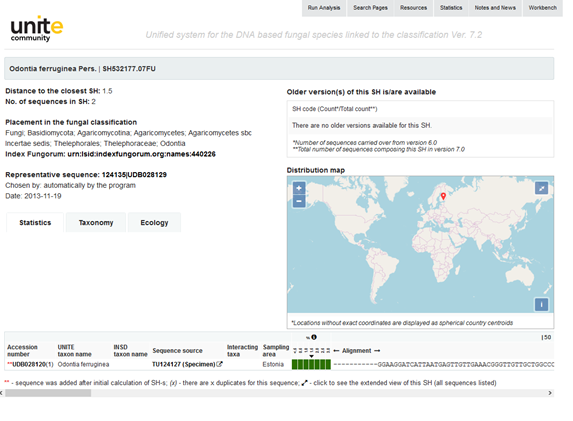 Run Analysis Search Pages Resources Statistics Notes and News Workbench
unite
community
Unified system for the DNA based fungal species linked to the classification Ver. 7.2
Odontia ferruginea Pers. | SH532177.07FU
Distance to the closest SH: 1.5
No. of sequences in SH: 2
Placement in the fungal classification
Fungi; Basidiomycota; Agaricomycotina; Agaricomycetes; Agaricomycetes sbc
Incertae sedis; Thelephorales; Thelephoraceae; Odontia
Index Fungorum: urn:lsid:indexfungorum.org:names:440226
Representative sequence: 124135|UDB028129
Chosen by: automatically by the program
Date: 2013-11-19
Statistics Taxonomy Ecology
Older version(s) of this SH is/are available
SH code (Count*/Total count**)
There are no older versions available for this SH.
*Number of sequences carried over from version 6.0
**Total number of sequences composing this SH in version 7.0
Distribution map
+
−
i
*Locations without exact coordinates are displayed as spherical country centroids
% |50
Accession number UNITE taxon name INSD taxon name Sequence source Interacting taxa Sampling area ← Alignment →
**UDB028120(1) Odontia ferruginea TU124127 (Specimen) Estonia -----------GGAAGGATCATTAATGAGTTGTTGAAACGGGTTGTTGCTGGCCC
** - sequence was added after initial calculation of SH-s; (x) - there are x duplicates for this sequence; - click to see the extended view of this SH (all sequences listed)